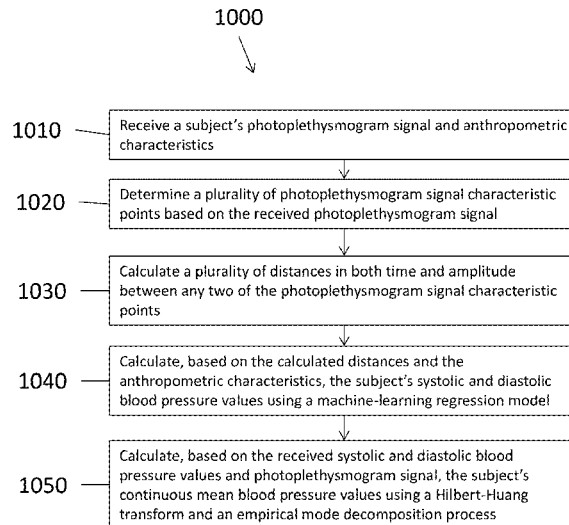 1000
1010
Receive a subject's photoplethysmogram signal and anthropometric
characteristics
1020
Determine a plurality of photoplethysmogram signal characteristic
points based on the received photoplethysmogram signal
1030
Calculate a plurality of distances in both time and amplitude
between any two of the photoplethysmogram signal characteristic
points
1040
Calculate, based on the calculated distances and the
anthropometric characteristics, the subject's systolic and diastolic
blood pressure values using a machine-learning regression model
1050
Calculate, based on the received systolic and diastolic blood
pressure values and photoplethysmogram signal, the subject's
continuous mean blood pressure values using a Hilbert-Huang
transform and an empirical mode decomposition process